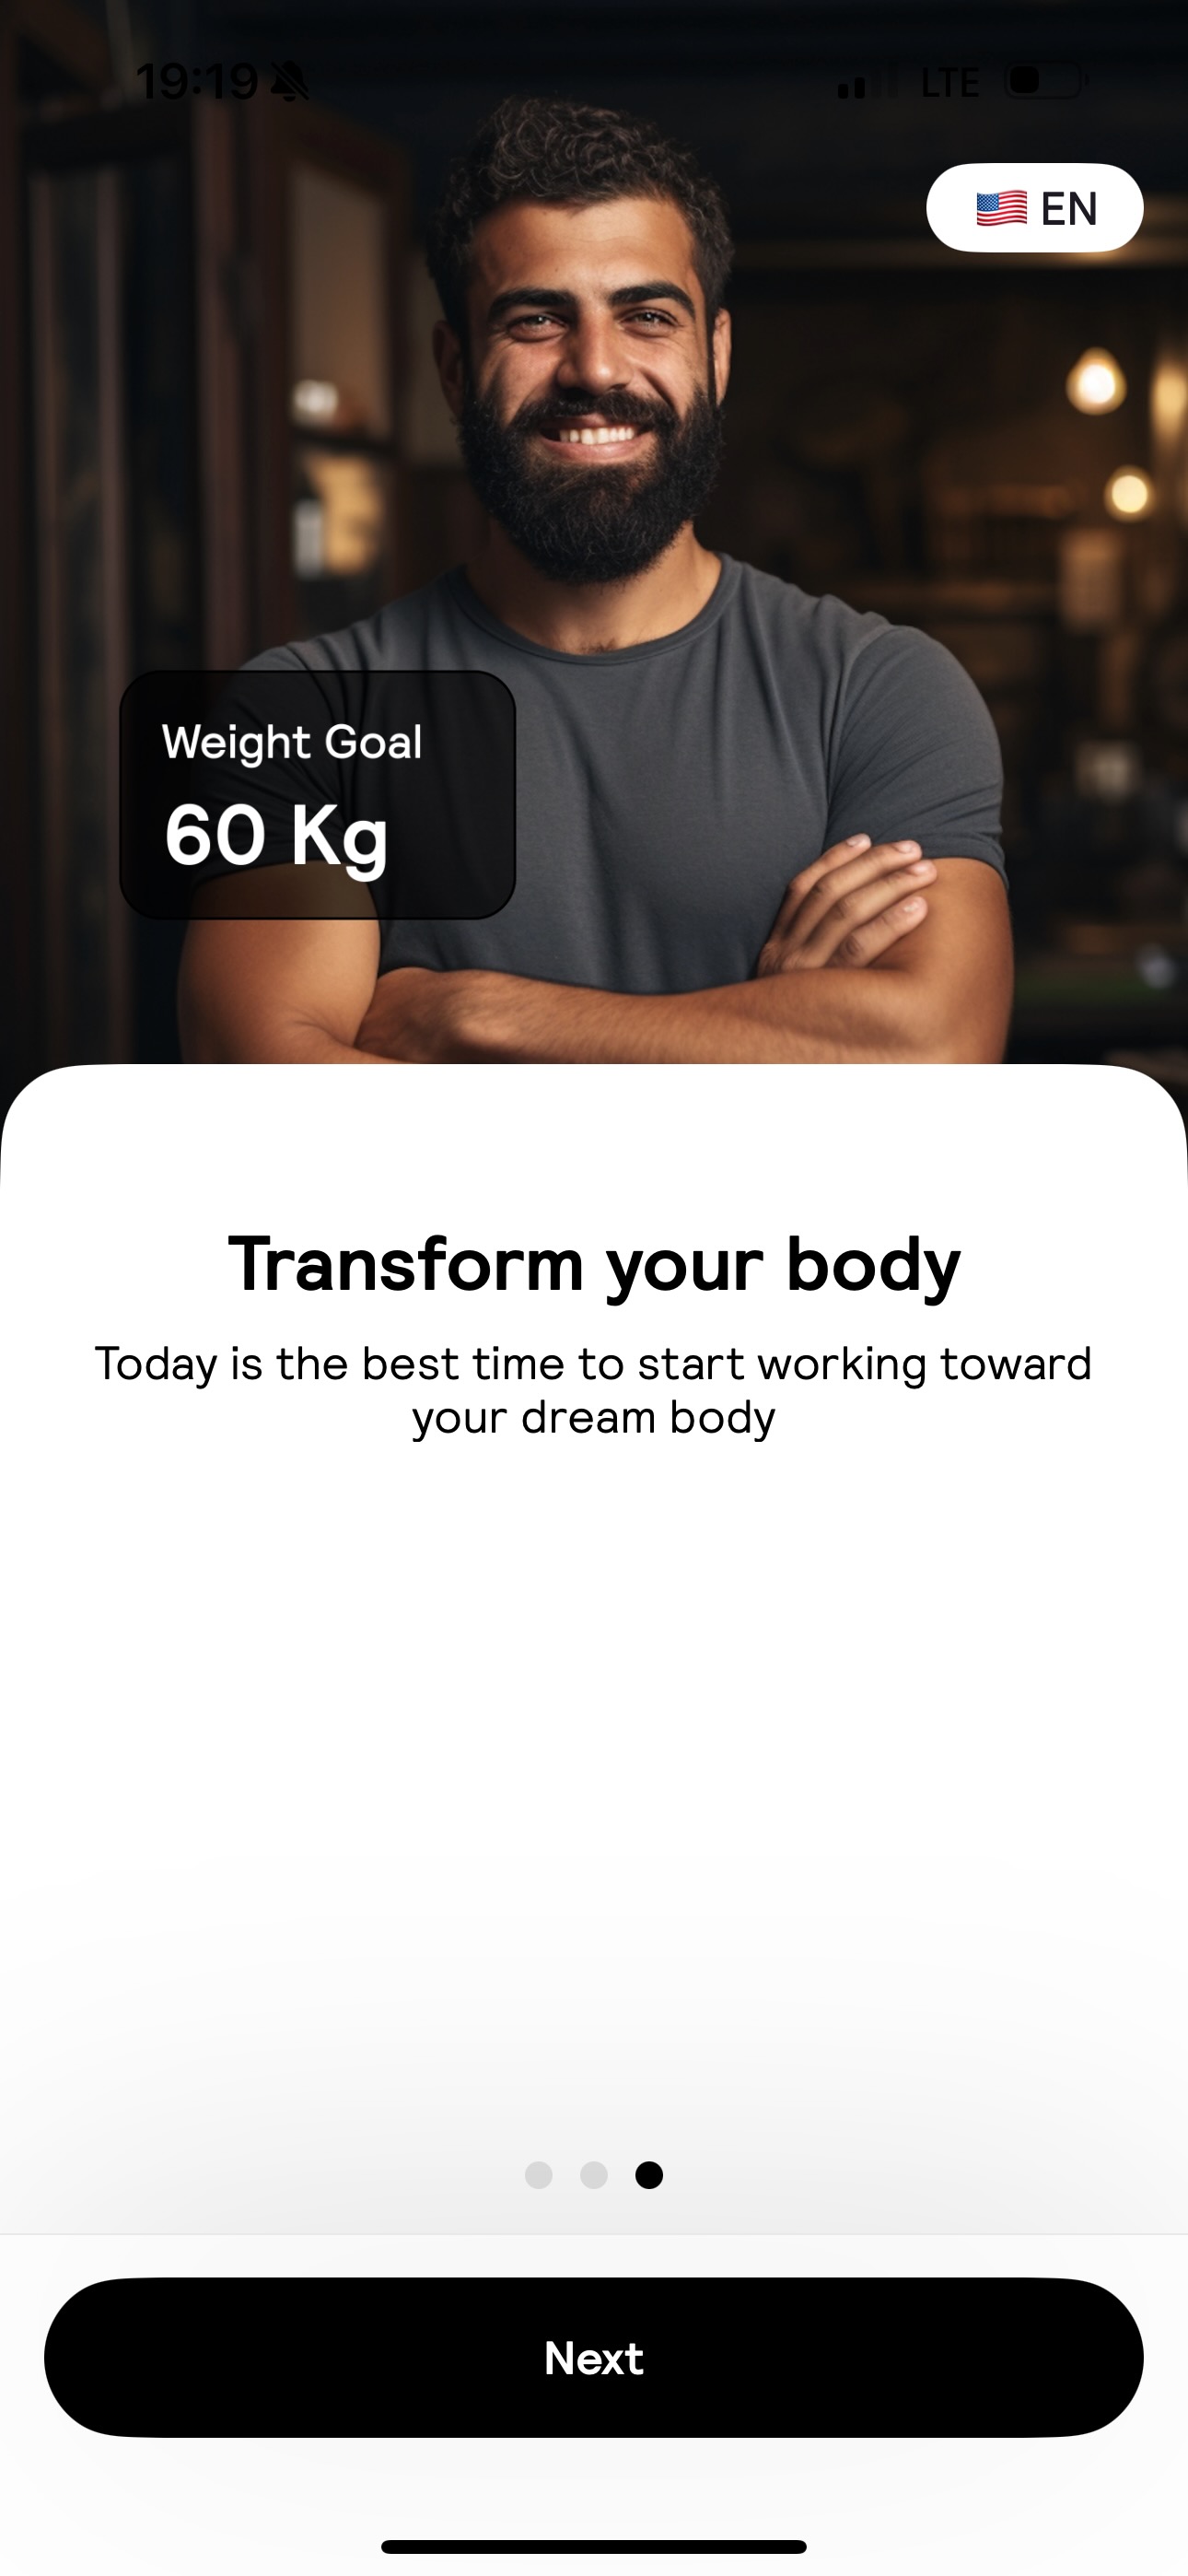 19:19 LTE
EN
Weight Goal
60 Kg
Transform your body
Today is the best time to start working toward
your dream body
Next